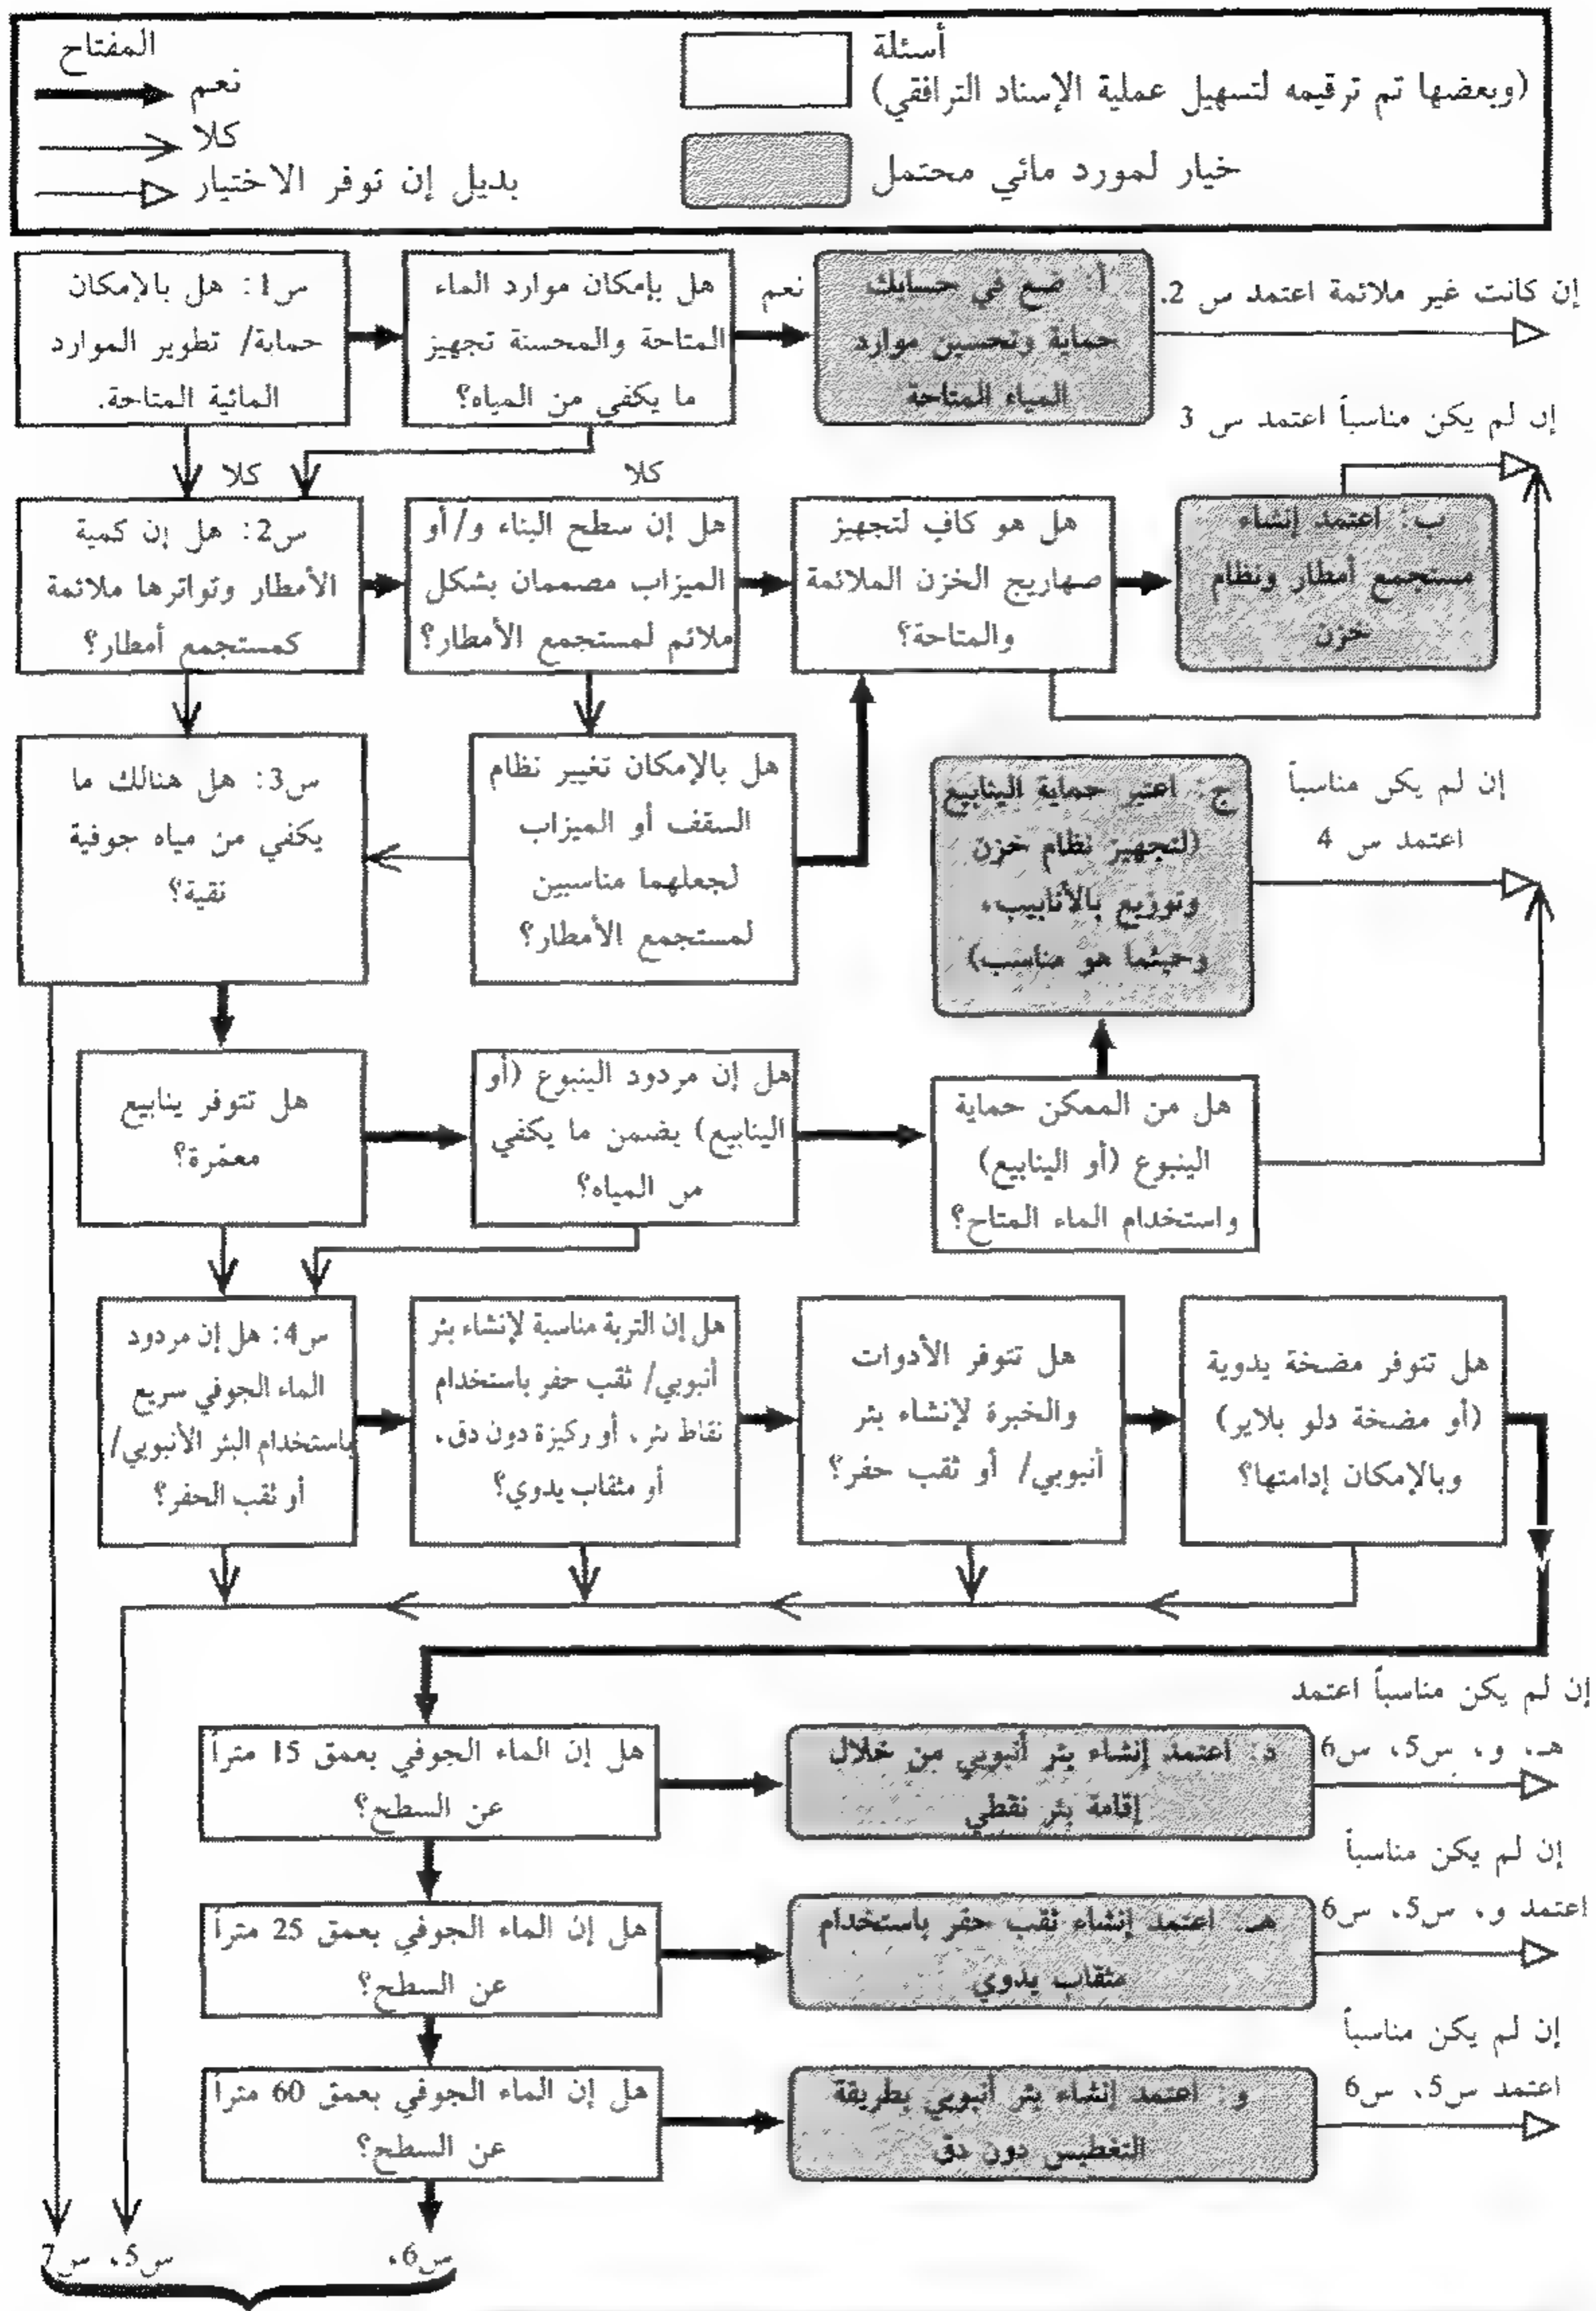 المفتاح
نعم
كلا
بديل إن توفر الاختيار
أسئلة
(وبعضها تم ترقيمه لتسهيل عملية الإسناد الترافقي)
خيار لمورد مائي محتمل
س1: هل بالإمكان
حماية/ تطوير الموارد
المائية المتاحة.
هل بإمكان موارد الماء
المتاحة والمحسنة تجهيز
ما يكفي من المياه؟
نعم
أ: ضع في حسابك
حماية وتحسين موارد
المياه المتاحة
إن كانت غير ملائمة اعتمد س 2.
إن لم يكن مناسباً اعتمد س 3
كلا
كلا
س2: هل إن كمية
الأمطار وتواترها ملائمة
كمستجمع أمطار؟
هل إن سطح البناء و/أو
الميزاب مصممان بشكل
ملائم لمستجمع الأمطار؟
هل هو كاف لتجهيز
صهاريج الخزن الملائمة
والمتاحة؟
ب: اعتمد إنشاء
مستجمع أمطار ونظام
خزن
س3: هل هنالك ما
يكفي من مياه جوفية
نقية؟
هل بالإمكان تغيير نظام
السقف أو الميزاب
لجعلهما مناسبين
لمستجمع الأمطار؟
ج: اعتبر حماية الينابيع
(لتجهيز نظام خزن
وتوزيع بالأنابيب،
وحيثما هو مناسب)
إن لم يكن مناسباً
اعتمد س 4
هل تتوفر ينابيع
معمّرة؟
هل إن مردود الينبوع (أو
الينابيع) يضمن ما يكفي
من المياه؟
هل من الممكن حماية
الينبوع (أو الينابيع)
واستخدام الماء المتاح؟
س4: هل إن مردود
الماء الجوفي سريع
باستخدام البئر الأنبوبي/
أو ثقب الحفر؟
هل إن التربة مناسبة لإنشاء بئر
أنبوبي/ ثقب حفر باستخدام
نقاط بئر، أو ركيزة دون دق،
أو مثقاب يدوي؟
هل تتوفر الأدوات
والخبرة لإنشاء بئر
أنبوبي/ أو ثقب حفر؟
هل تتوفر مضخة يدوية
(أو مضخة دلو بلاير)
وبالإمكان إدامتها؟
هل إن الماء الجوفي بعمق 15 متراً
عن السطح؟
د: اعتمد إنشاء بئر أنبوبي من خلال
إقامة بئر نقطي
إن لم يكن مناسباً اعتمد
هـ، و، س5، س6
هل إن الماء الجوفي بعمق 25 متراً
عن السطح؟
هـ: اعتمد إنشاء ثقب حفر باستخدام
مثقاب يدوي
إن لم يكن مناسباً
اعتمد و، س5، س6
هل إن الماء الجوفي بعمق 60 متراً
عن السطح؟
و: اعتمد إنشاء بئر أنبوبي بطريقة
التغطيس دون دق
إن لم يكن مناسباً
اعتمد س5، س6
س6،
س5، س7